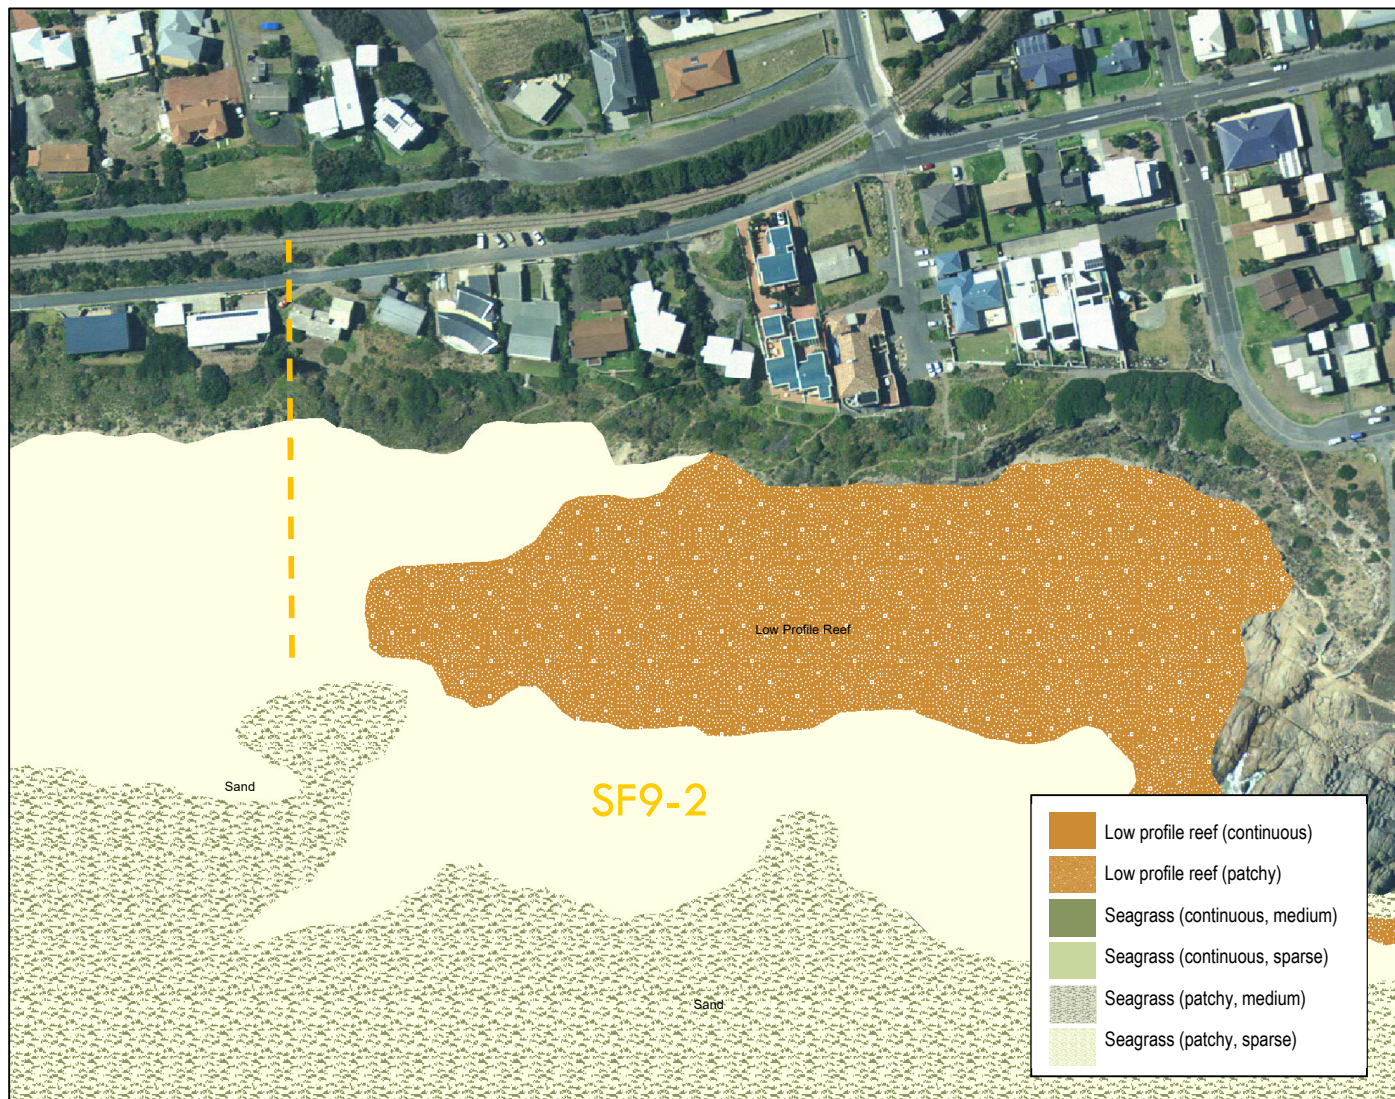 Low Profile Reef
Sand
SF9-2
Sand
Low profile reef (continuous)
Low profile reef (patchy)
Seagrass (continuous, medium)
Seagrass (continuous, sparse)
Seagrass (patchy, medium)
Seagrass (patchy, sparse)